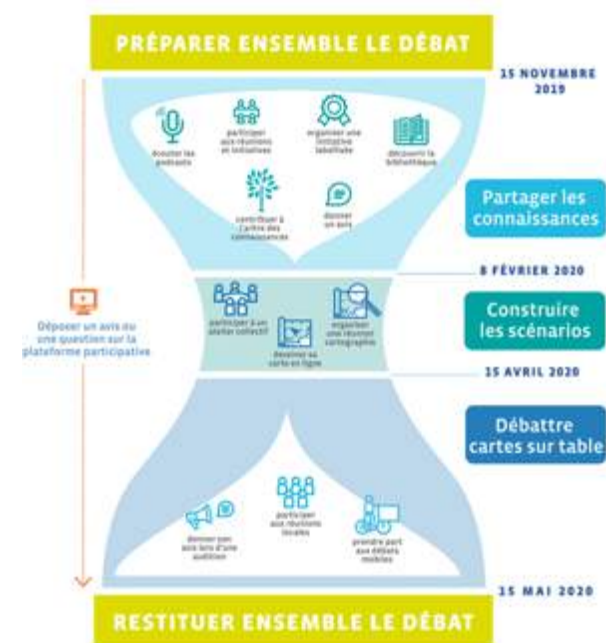 PRÉPARER ENSEMBLE LE DÉBAT
15 NOVEMBRE
2019
écouter les
podcasts
participer
aux réunions
et initiatives
organiser une
initiative
labellisée
découvrir la
bibliothèque
contribuer à
l'arbre des
connaissances
donner
un avis
Partager les
connaissances
8 FÉVRIER 2020
Déposer un avis ou
une question sur la
plateforme participative
participer à un
atelier collectif
dessiner sa
carte en ligne
organiser
une réunion
cartographie
Construire
les scénarios
15 AVRIL 2020
Débattre
cartes sur table
donner son
avis lors d'une
audition
participer
aux réunions
locales
prendre part
aux débats
mobiles
15 MAI 2020
RESTITUER ENSEMBLE LE DÉBAT